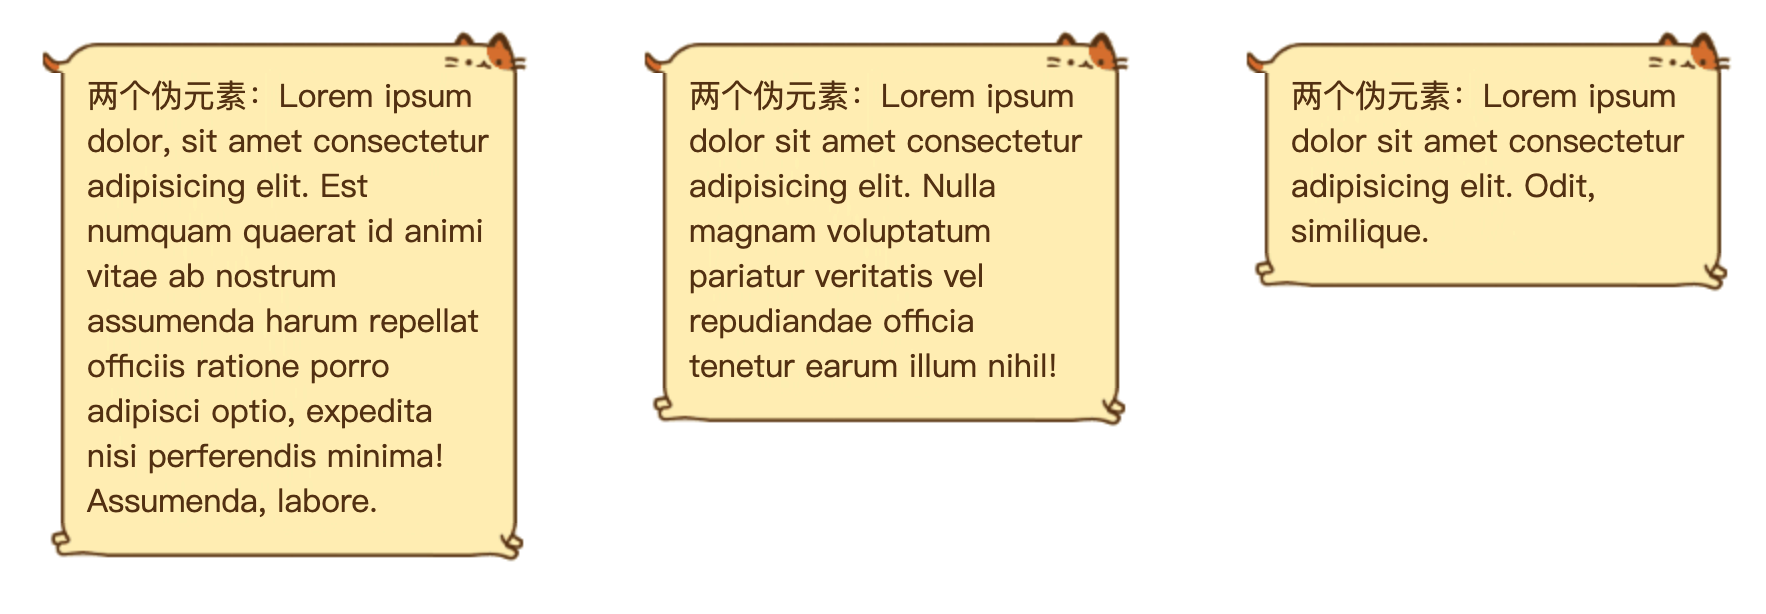 两个伪元素：Lorem ipsum
dolor, sit amet consectetur
adipisicing elit. Est
numquam quaerat id animi
vitae ab nostrum
assumenda harum repellat
officiis ratione porro
adipisci optio, expedita
nisi perferendis minima!
Assumenda, labore.
两个伪元素：Lorem ipsum
dolor sit amet consectetur
adipisicing elit. Nulla
magnam voluptatum
pariatur veritatis vel
repudiandae officia
tenetur earum illum nihil!
两个伪元素：Lorem ipsum
dolor sit amet consectetur
adipisicing elit. Odit,
similique.